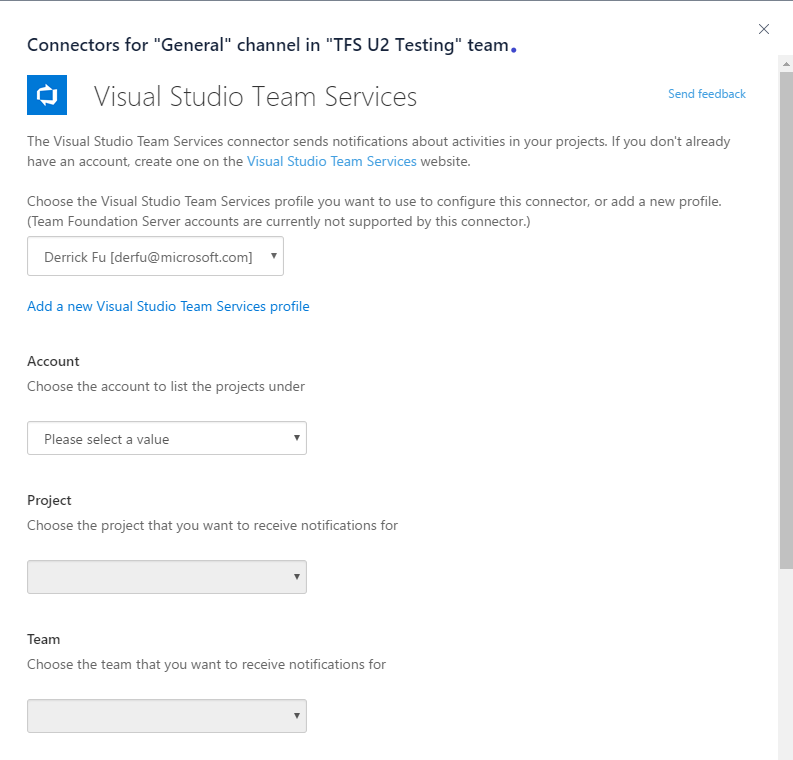 Connectors for "General" channel in "TFS U2 Testing" team.
Visual Studio Team Services
Send feedback
The Visual Studio Team Services connector sends notifications about activities in your projects. If you don't already
have an account, create one on the Visual Studio Team Services website.
Choose the Visual Studio Team Services profile you want to use to configure this connector, or add a new profile.
(Team Foundation Server accounts are currently not supported by this connector.)
Derrick Fu [derfu@microsoft.com]
Add a new Visual Studio Team Services profile
Account
Choose the account to list the projects under
Please select a value
Project
Choose the project that you want to receive notifications for
Team
Choose the team that you want to receive notifications for